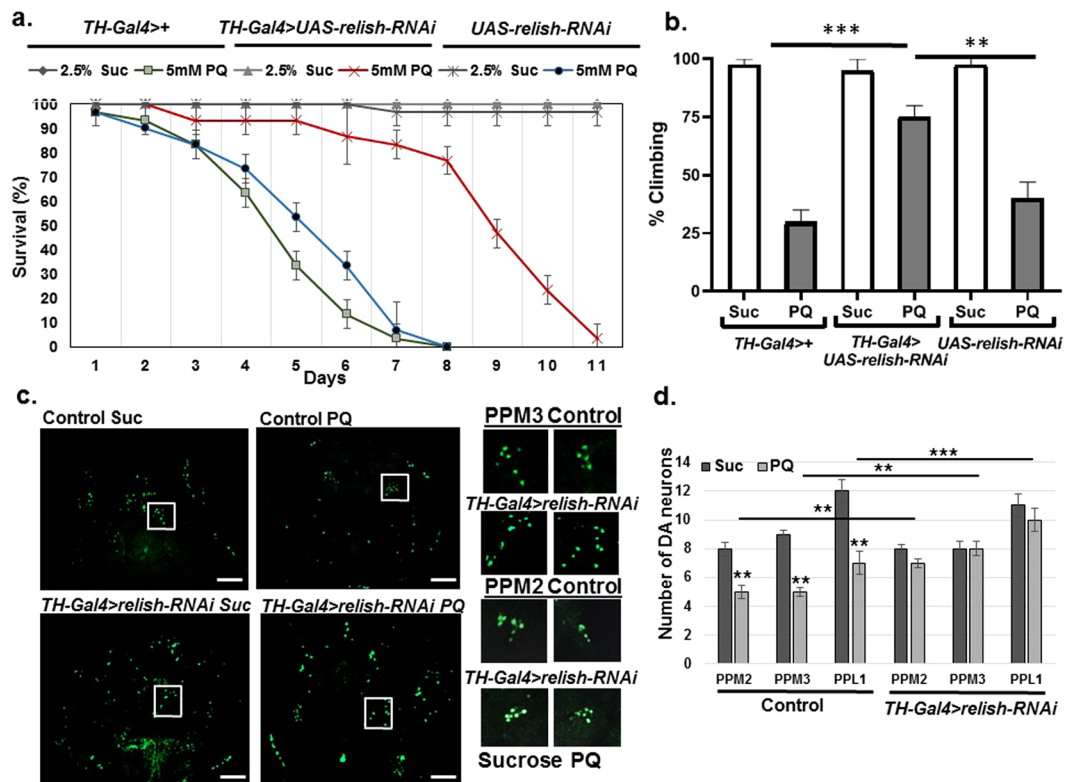 a.
TH-Gal4>+ TH-Gal4>UAS-relish-RNAi UAS-relish-RNAi
2.5% Suc 5mM PQ 2.5% Suc 5mM PQ 2.5% Suc 5mM PQ
Survival (%)
100
90
80
70
60
50
40
30
20
10
0
1 2 3 4 5 6 7 8 9 10 11
Days
b.
*** **
% Climbing
100
75
50
25
0
Suc PQ Suc PQ Suc PQ
TH-Gal4>+ TH-Gal4> UAS-relish-RNAi
UAS-relish-RNAi
c.
Control Suc Control PQ
TH-Gal4>relish-RNAi Suc TH-Gal4>relish-RNAi PQ
PPM3 Control
TH-Gal4>relish-RNAi
PPM2 Control
TH-Gal4>relish-RNAi
Sucrose PQ
d.
Number of DA neurons
Suc PQ
14
12
10
8
6
4
2
0
***
**
**
** ** **
PPM2 PPM3 PPL1 PPM2 PPM3 PPL1
Control TH-Gal4>relish-RNAi